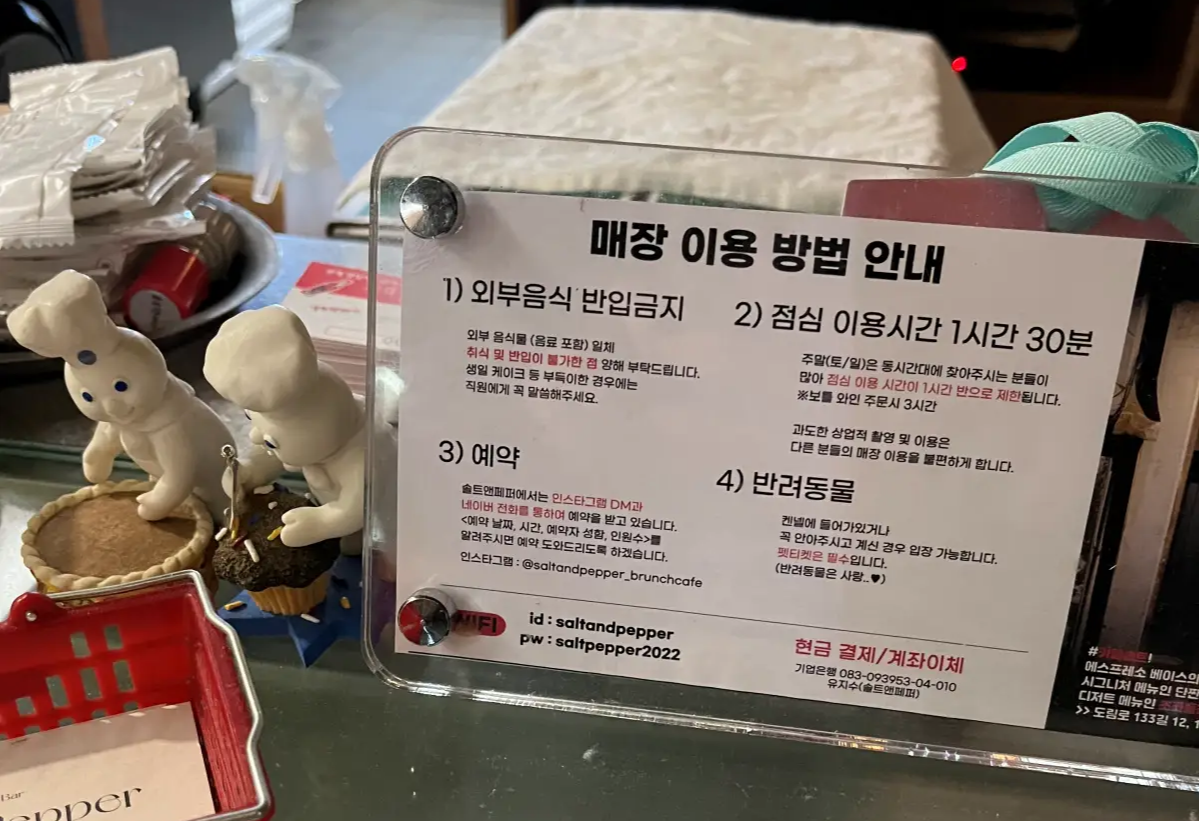 매장 이용 방법 안내
1) 외부음식 반입금지
외부 음식물 (음료 포함) 일체
취식 및 반입이 불가한 점 양해 부탁드립니다.
생일 케이크 등 부득이한 경우에는
직원에게 꼭 말씀해주세요.
2) 점심 이용시간 1시간 30분
주말(토/일)은 동시간대에 찾아주시는 분들이
많아 점심 이용 시간이 1시간 반으로 제한됩니다.
※보틀 와인 주문시 3시간
과도한 상업적 촬영 및 이용은
다른 분들의 매장 이용을 불편하게 합니다.
3) 예약
솔트앤페퍼에서는 인스타그램 DM과
네이버 전화를 통하여 예약을 받고 있습니다.
<예약 날짜, 시간, 예약자 성함, 인원수>를
알려주시면 예약 도와드리도록 하겠습니다.
인스타그램 : @saltandpepper_brunchcafe
4) 반려동물
켄넬에 들어가있거나
꼭 안아주시고 계신 경우 입장 가능합니다.
펫티켓은 필수입니다.
(반려동물은 사랑..♥)
WIFI
id : saltandpepper
pw : saltpepper2022
현금 결제/계좌이체
기업은행 083-093953-04-010
유지수(솔트앤페퍼)
에스프레소 베이스의
시그니처 메뉴인 단
디저트 메뉴인
>> 도림로 133길 12, 1
Bar
epper